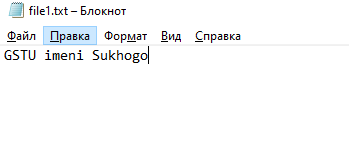 file1.txt – Блокнот
Файл Правка Формат Вид Справка
GSTU imeni Sukhogo